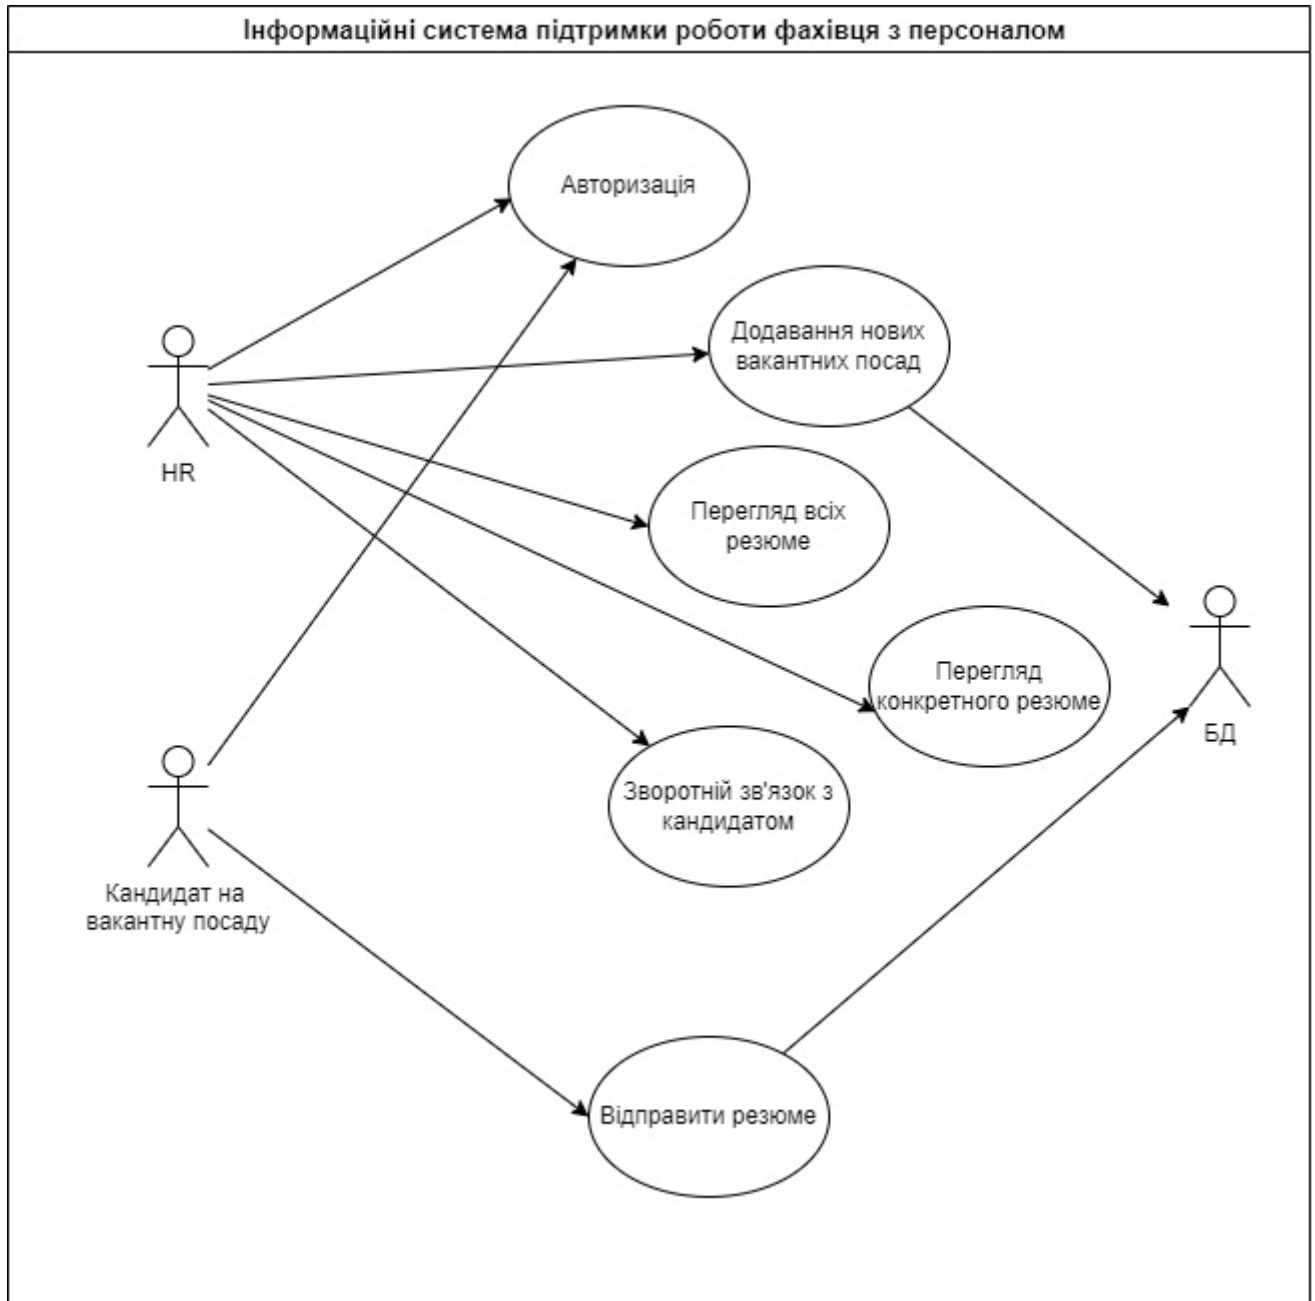 Інформаційні система підтримки роботи фахівця з персоналом
Авторизація
Додавання нових
вакантних посад
HR
Перегляд всіх
резюме
Перегляд
конкретного резюме
БД
Зворотній зв'язок з
кандидатом
Кандидат на
вакантну посаду
Відправити резюме